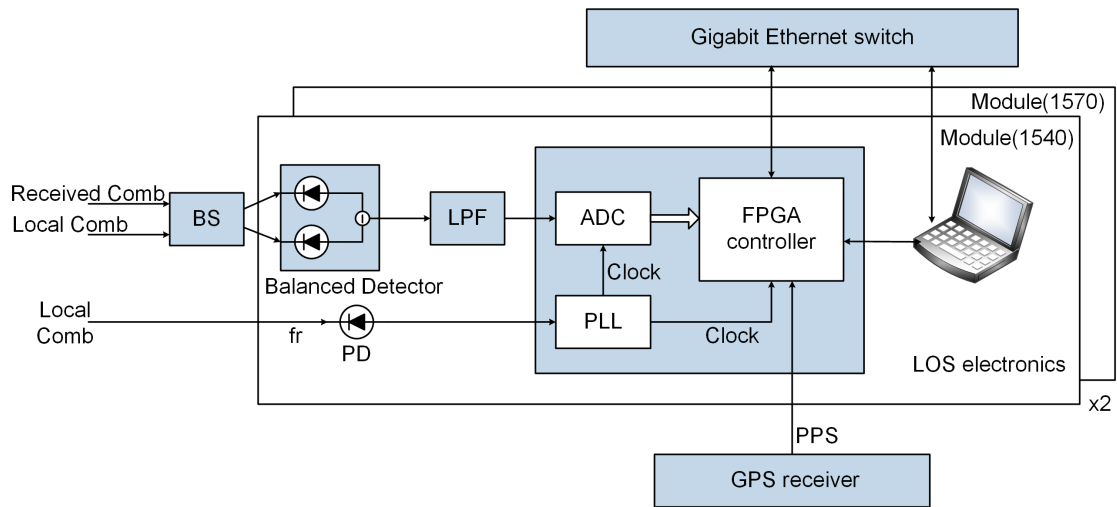 Gigabit Ethernet switch
Module(1570)
Module(1540)
Received Comb
Local Comb
BS
LPF
ADC
FPGA
controller
Balanced Detector
Clock
Local
Comb
fr
PD
PLL
Clock
LOS electronics
x2
PPS
GPS receiver